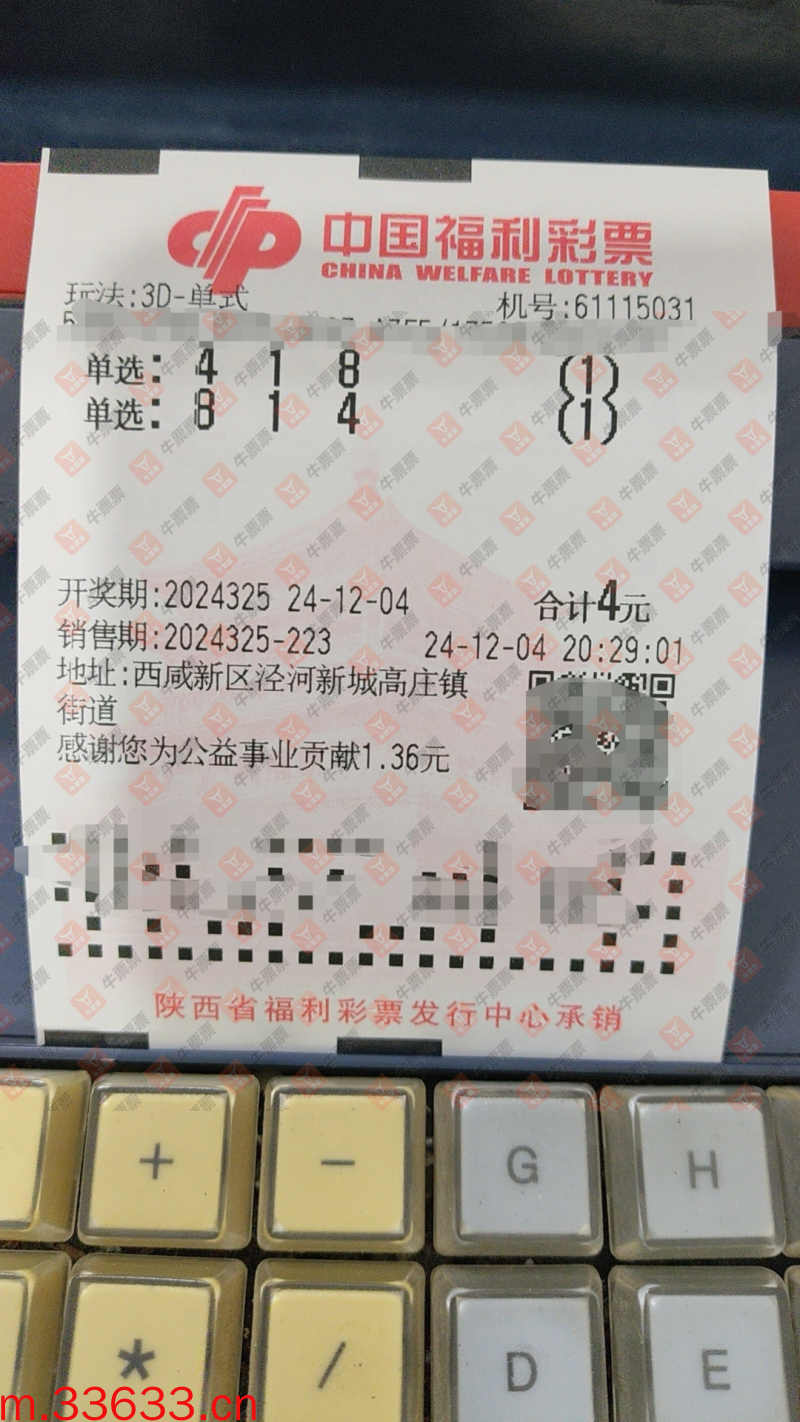 中国福利彩票
CHINA WELFARE LOTTERY
玩法:3D-单式 机号:61115031
单选: 4 1 8 {1}
单选: 8 1 4 {1}
开奖期:2024325 24-12-04 合计4元
销售期:2024325-223 24-12-04 20:29:01
地址:西咸新区泾河新城高庄镇
街道
感谢您为公益事业贡献1.36元
陕西省福利彩票发行中心承销
牛票票
+ - G H
* / D E
m.33633.cn